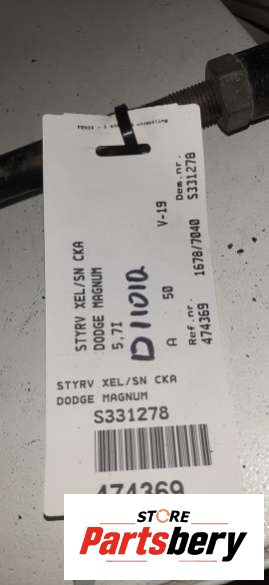 STYRV XEL/SN CKA
DODGE MAGNUM
5,7I
V-19
Dem.nr.
S331278
D1101Q
A
50
1678/7040
Ref.nr.
474369
STYRV XEL/SN CKA
DODGE MAGNUM
S331278
474369
STORE
Partsbery